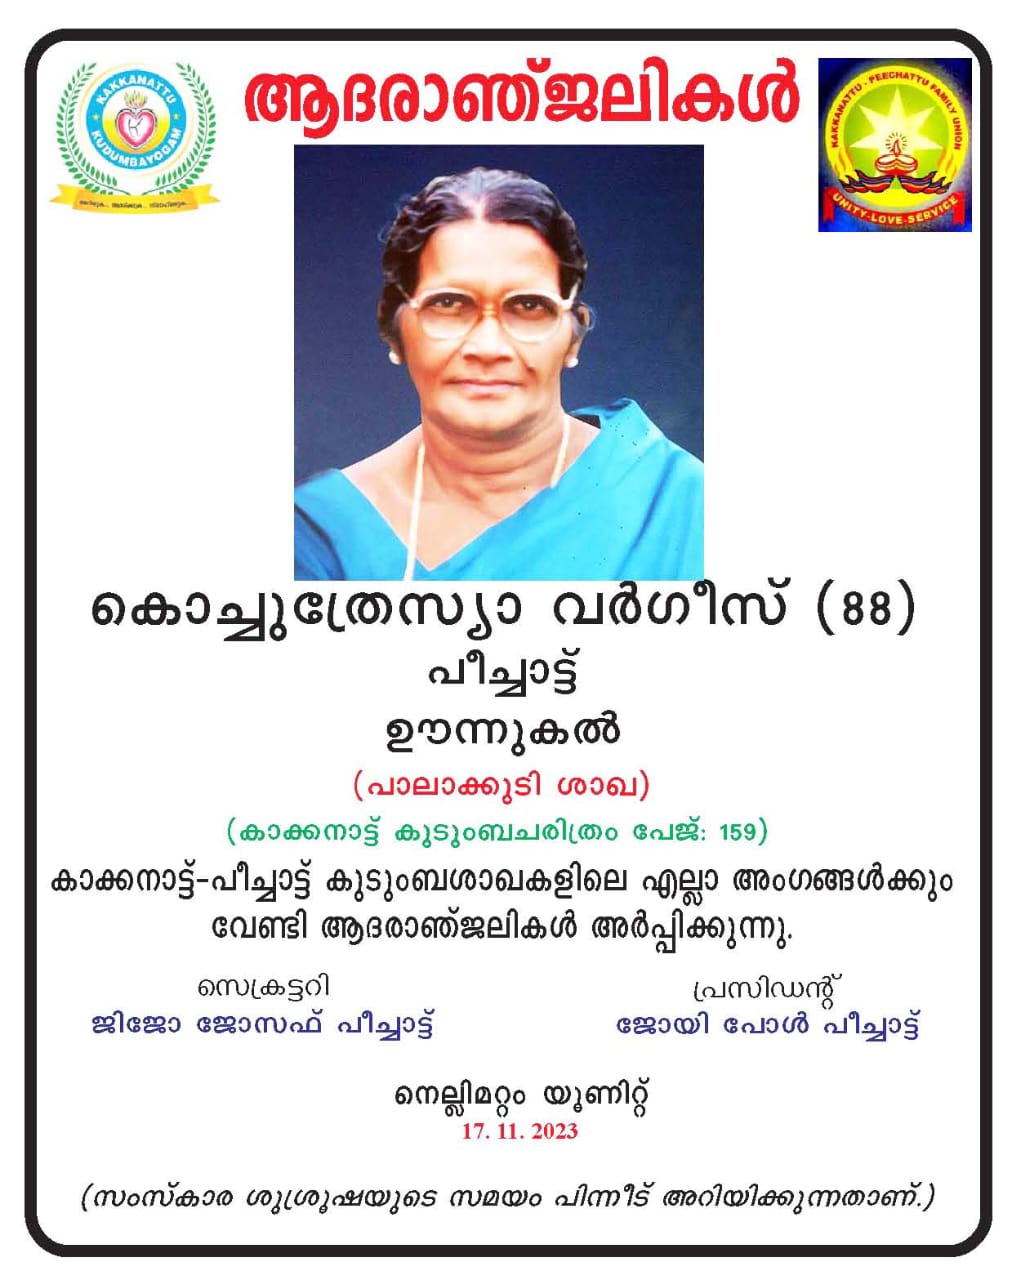 ആദരാഞ്ജലികൾ
KAKKANATTU
KUDUMBAYOGAM
KAKKANATTU - PEECHATTU FAMILY UNION
UNITY-LOVE-SERVICE
കൊച്ചുത്രേസ്യാ വർഗീസ് (88)
പീച്ചാട്ട്
ഊന്നുകൽ
(പാലാക്കുടി ശാഖ)
(കാക്കനാട്ട് കുടുംബചരിത്രം പേജ്: 159)
കാക്കനാട്ട്-പീച്ചാട്ട് കുടുംബശാഖകളിലെ എല്ലാ അംഗങ്ങൾക്കും
വേണ്ടി ആദരാഞ്ജലികൾ അർപ്പിക്കുന്നു.
സെക്രട്ടറി
ജിജോ ജോസഫ് പീച്ചാട്ട്
പ്രസിഡന്റ്
ജോയി പോൾ പീച്ചാട്ട്
നെല്ലിമറ്റം യൂണിറ്റ്
17. 11. 2023
(സംസ്കാര ശുശ്രൂഷയുടെ സമയം പിന്നീട് അറിയിക്കുന്നതാണ്.)